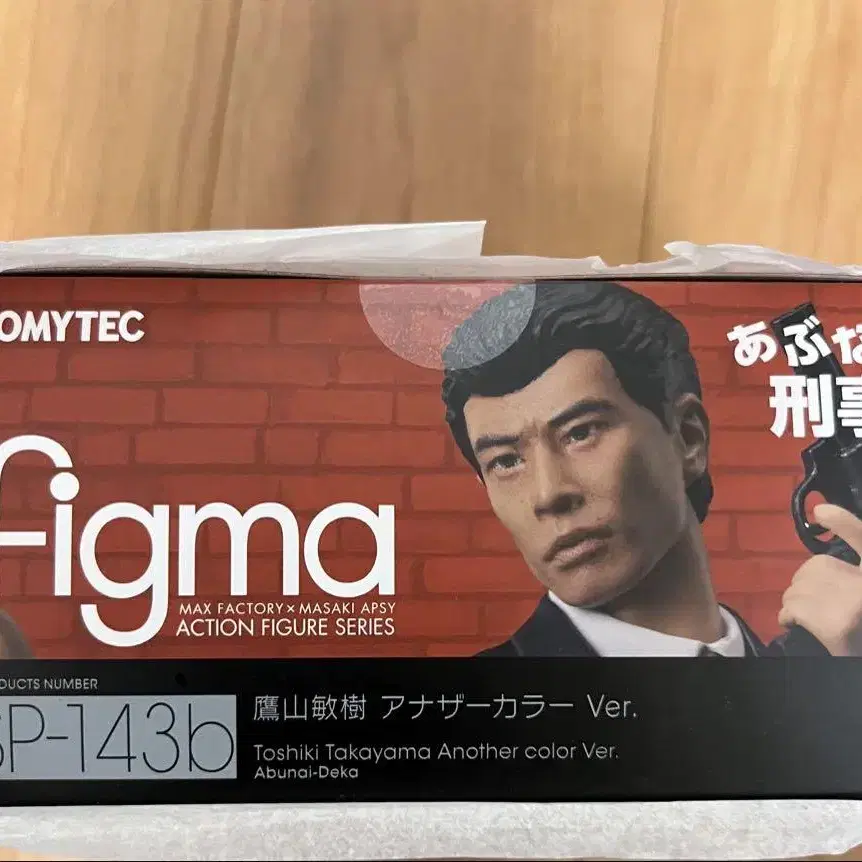 OMYTEC
あぶな
刑事
figma
MAX FACTORY×MASAKI APSY
ACTION FIGURE SERIES
DUCTS NUMBER
SP-143b
鷹山敏樹 アナザーカラー Ver.
Toshiki Takayama Another color Ver.
Abunai-Deka